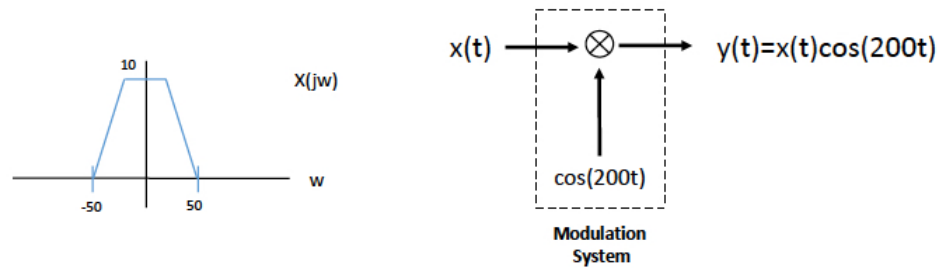 10
X(jw)
w
-50
50
x(t)
y(t)=x(t)cos(200t)
cos(200t)
Modulation
System